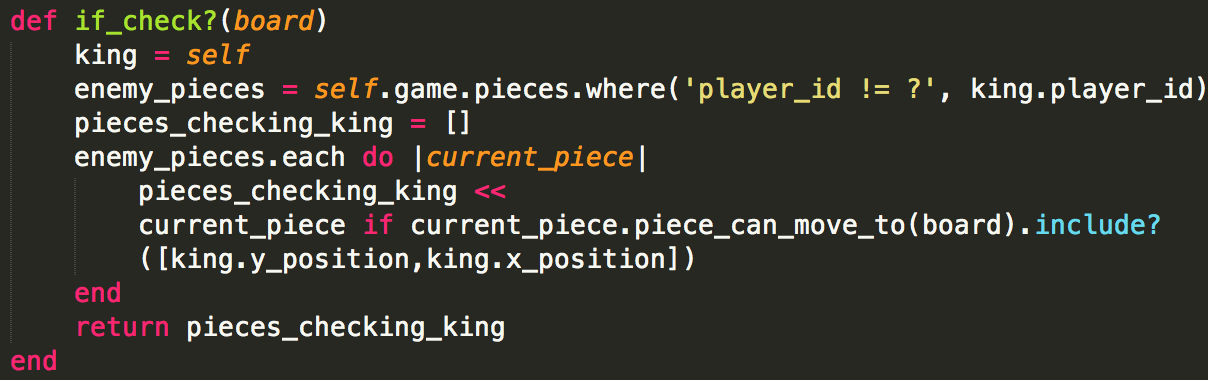 def if_check?(board)
    king = self
    enemy_pieces = self.game.pieces.where('player_id != ?', king.player_id)
    pieces_checking_king = []
    enemy_pieces.each do |current_piece|
        pieces_checking_king <<
        current_piece if current_piece.piece_can_move_to(board).include?
        ([king.y_position,king.x_position])
    end
    return pieces_checking_king
end